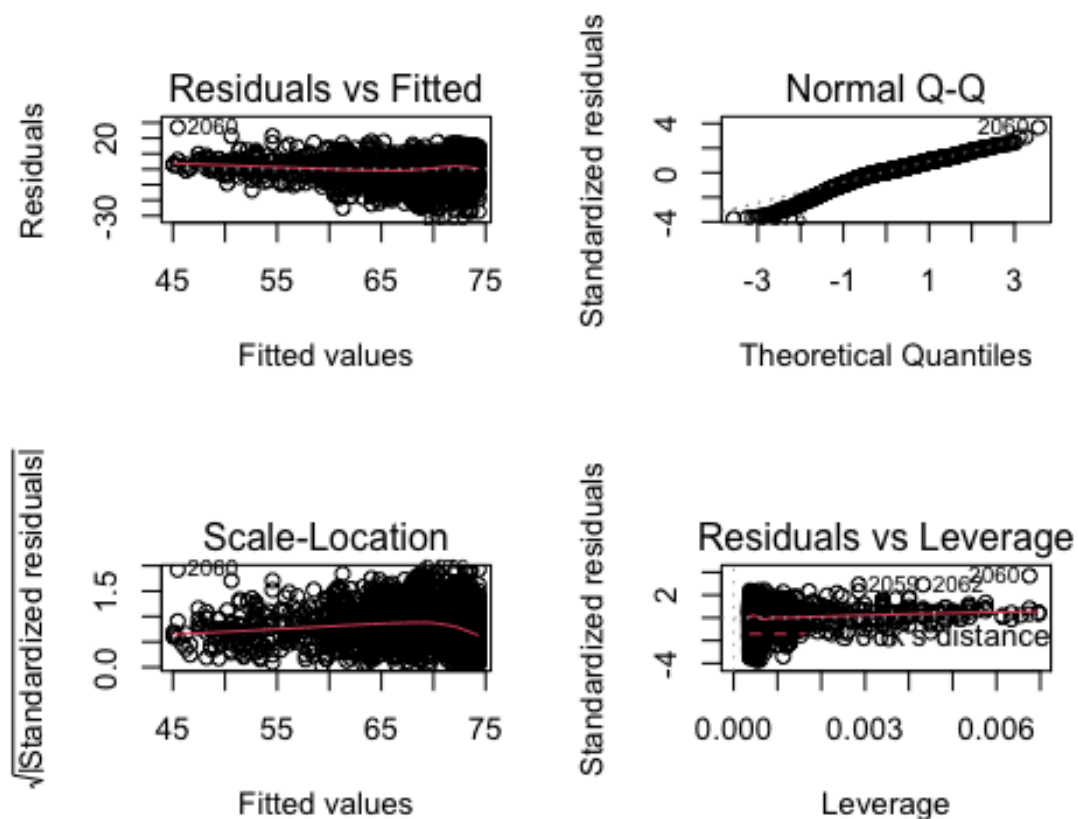 Residuals vs Fitted
Residuals
20
-30
2060
45 55 65 75
Fitted values
Normal Q-Q
Standardized residuals
4
0
-4
2060
-3 -1 1 3
Theoretical Quantiles
Scale-Location
√|Standardized residuals|
1.5
0.0
2060
45 55 65 75
Fitted values
Residuals vs Leverage
Standardized residuals
2
-4
2059 2062 2060
Cook's distance
0.000 0.003 0.006
Leverage